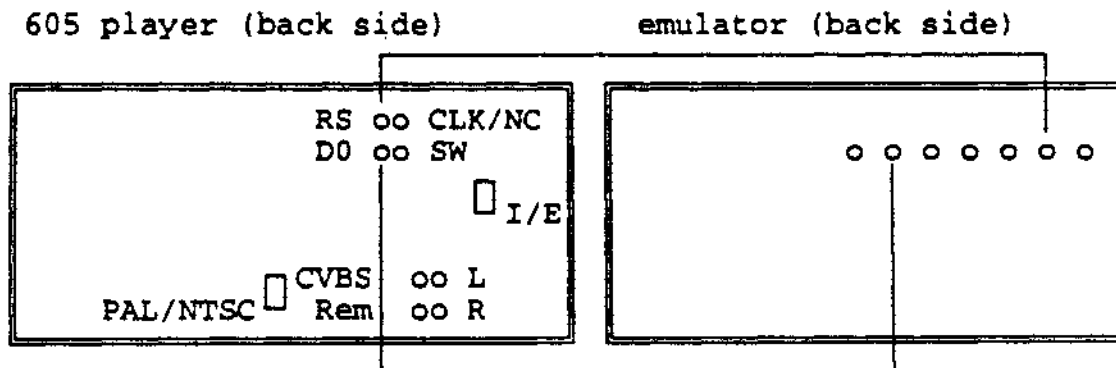 605 player (back side) emulator (back side)
RS oo CLK/NC
D0 oo SW
I/E
CVBS oo L
PAL/NTSC Rem oo R